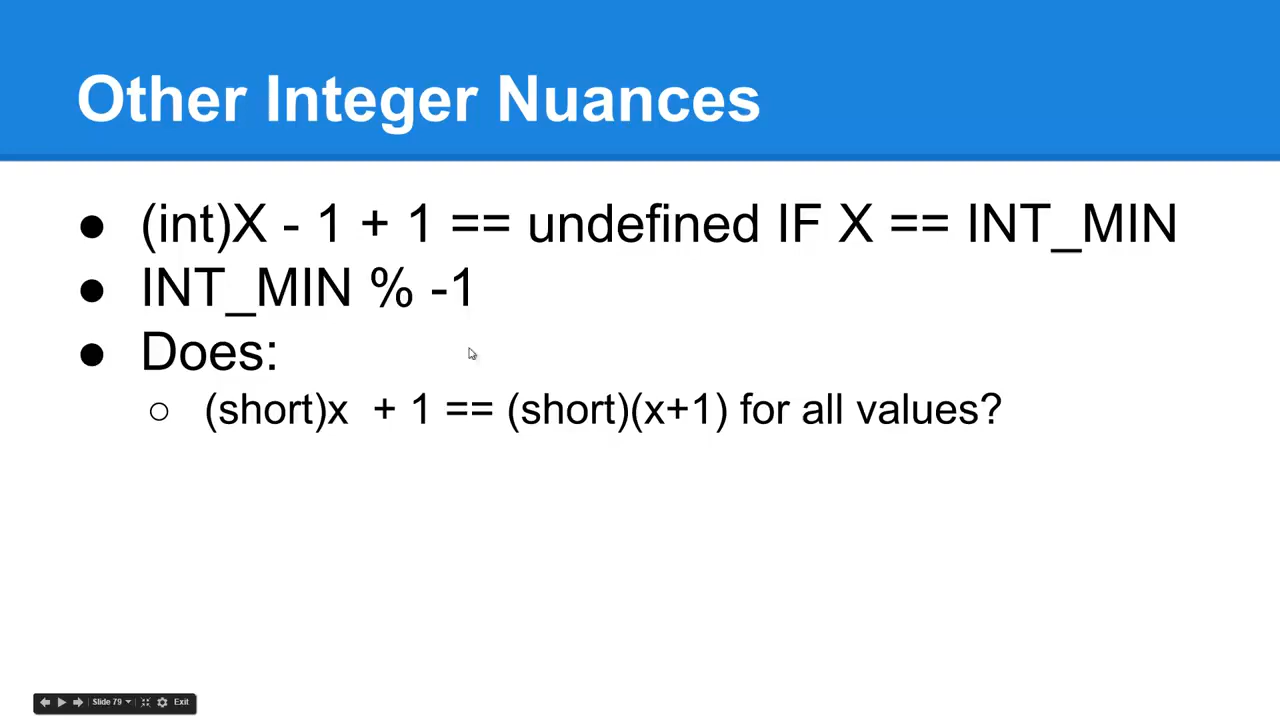 Other Integer Nuances
● (int)X - 1 + 1 == undefined IF X == INT_MIN
● INT_MIN % -1
● Does:
○ (short)x + 1 == (short)(x+1) for all values?
Slide 79 Exit